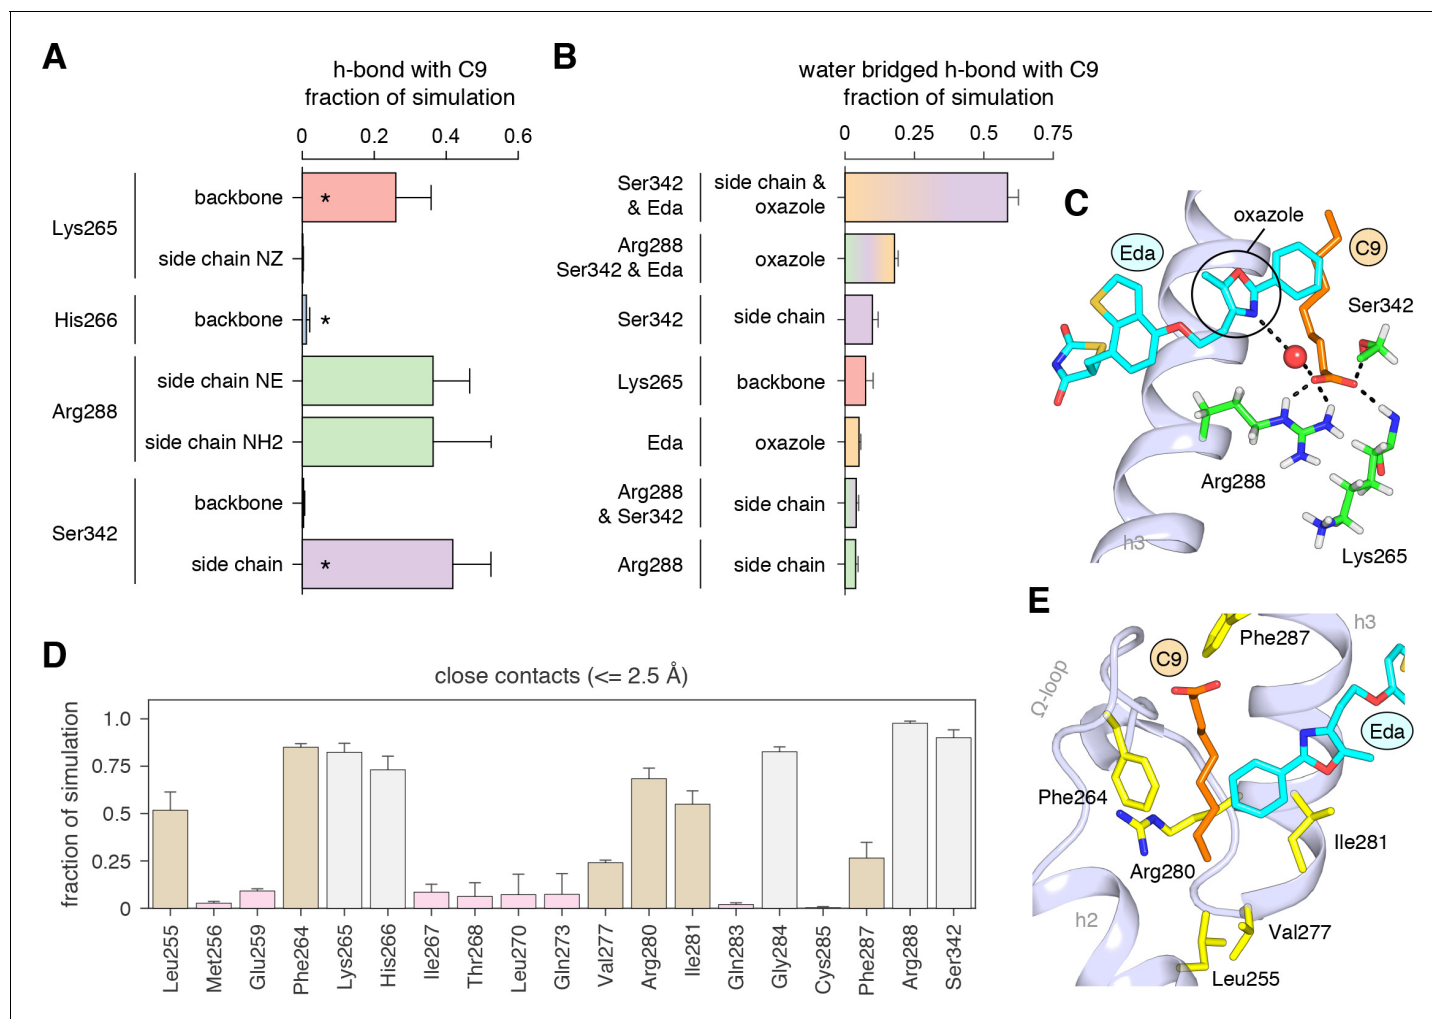 A
h-bond with C9
fraction of simulation
0 0.2 0.4 0.6
Lys265
backbone
*
side chain NZ
His266
backbone
*
Arg288
side chain NE
side chain NH2
Ser342
backbone
side chain
*
B
water bridged h-bond with C9
fraction of simulation
0 0.25 0.5 0.75
Ser342
& Eda
side chain &
oxazole
Arg288
Ser342 & Eda
oxazole
Ser342
side chain
Lys265
backbone
Eda
oxazole
Arg288
& Ser342
side chain
Arg288
side chain
C
oxazole
Eda
C9
Ser342
Arg288
h3
Lys265
D
close contacts (<= 2.5 Å)
fraction of simulation
1.0
0.75
0.5
0.25
0
Leu255
Met256
Glu259
Phe264
Lys265
His266
Ile267
Thr268
Leu270
Gln273
Val277
Arg280
Ile281
Gln283
Gly284
Cys285
Phe287
Arg288
Ser342
E
h3
Phe287
C9
Ω-loop
Eda
Phe264
Ile281
Arg280
h2
Val277
Leu255